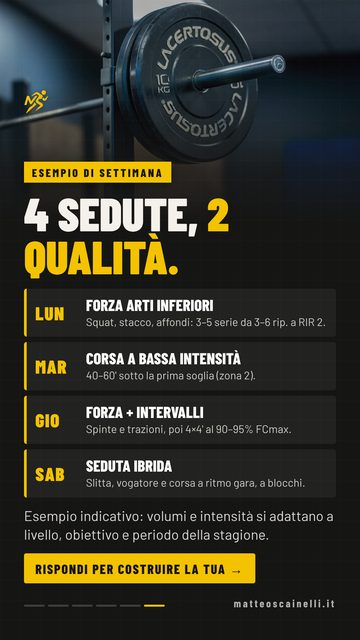 LACERTOSUS
10
KG
LACERTOSUS
ESEMPIO DI SETTIMANA
4 SEDUTE, 2
QUALITÀ.
LUN
FORZA ARTI INFERIORI
Squat, stacco, affondi: 3–5 serie da 3–6 rip. a RIR 2.
MAR
CORSA A BASSA INTENSITÀ
40–60' sotto la prima soglia (zona 2).
GIO
FORZA + INTERVALLI
Spinte e trazioni, poi 4×4' al 90–95% FCmax.
SAB
SEDUTA IBRIDA
Slitta, vogatore e corsa a ritmo gara, a blocchi.
Esempio indicativo: volumi e intensità si adattano a
livello, obiettivo e periodo della stagione.
RISPONDI PER COSTRUIRE LA TUA →
matteoscainelli.it